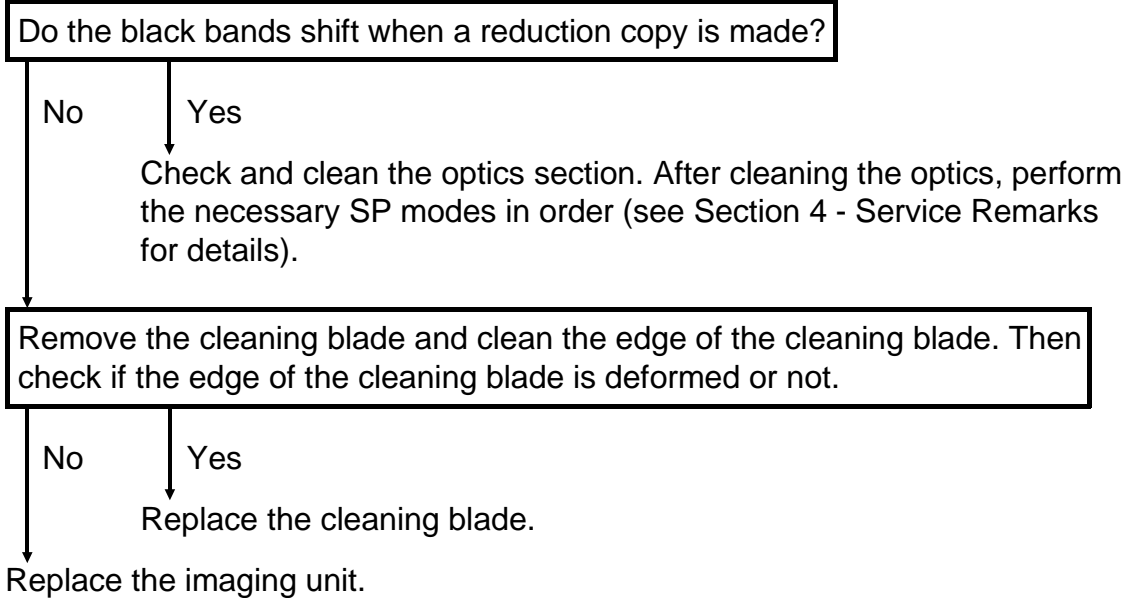 Do the black bands shift when a reduction copy is made?
No
Yes
Check and clean the optics section. After cleaning the optics, perform
the necessary SP modes in order (see Section 4 - Service Remarks
for details).
Remove the cleaning blade and clean the edge of the cleaning blade. Then
check if the edge of the cleaning blade is deformed or not.
No
Yes
Replace the cleaning blade.
Replace the imaging unit.